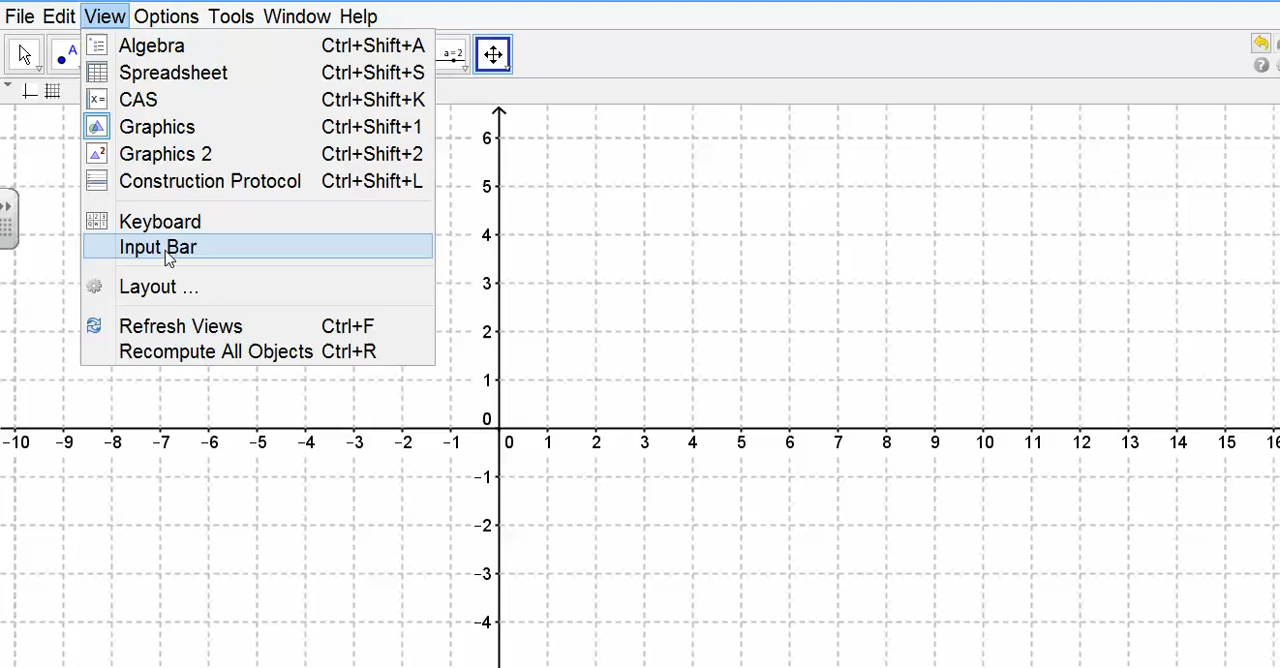 File Edit View Options Tools Window Help
A a=2
Algebra Ctrl+Shift+A
Spreadsheet Ctrl+Shift+S
x= CAS Ctrl+Shift+K
Graphics Ctrl+Shift+1
2 Graphics 2 Ctrl+Shift+2
Construction Protocol Ctrl+Shift+L
Keyboard
Input Bar
Layout ...
Refresh Views Ctrl+F
Recompute All Objects Ctrl+R
6
5
4
3
2
1
0
-10 -9 -8 -7 -6 -5 -4 -3 -2 -1 0 1 2 3 4 5 6 7 8 9 10 11 12 13 14 15 16
-1
-2
-3
-4